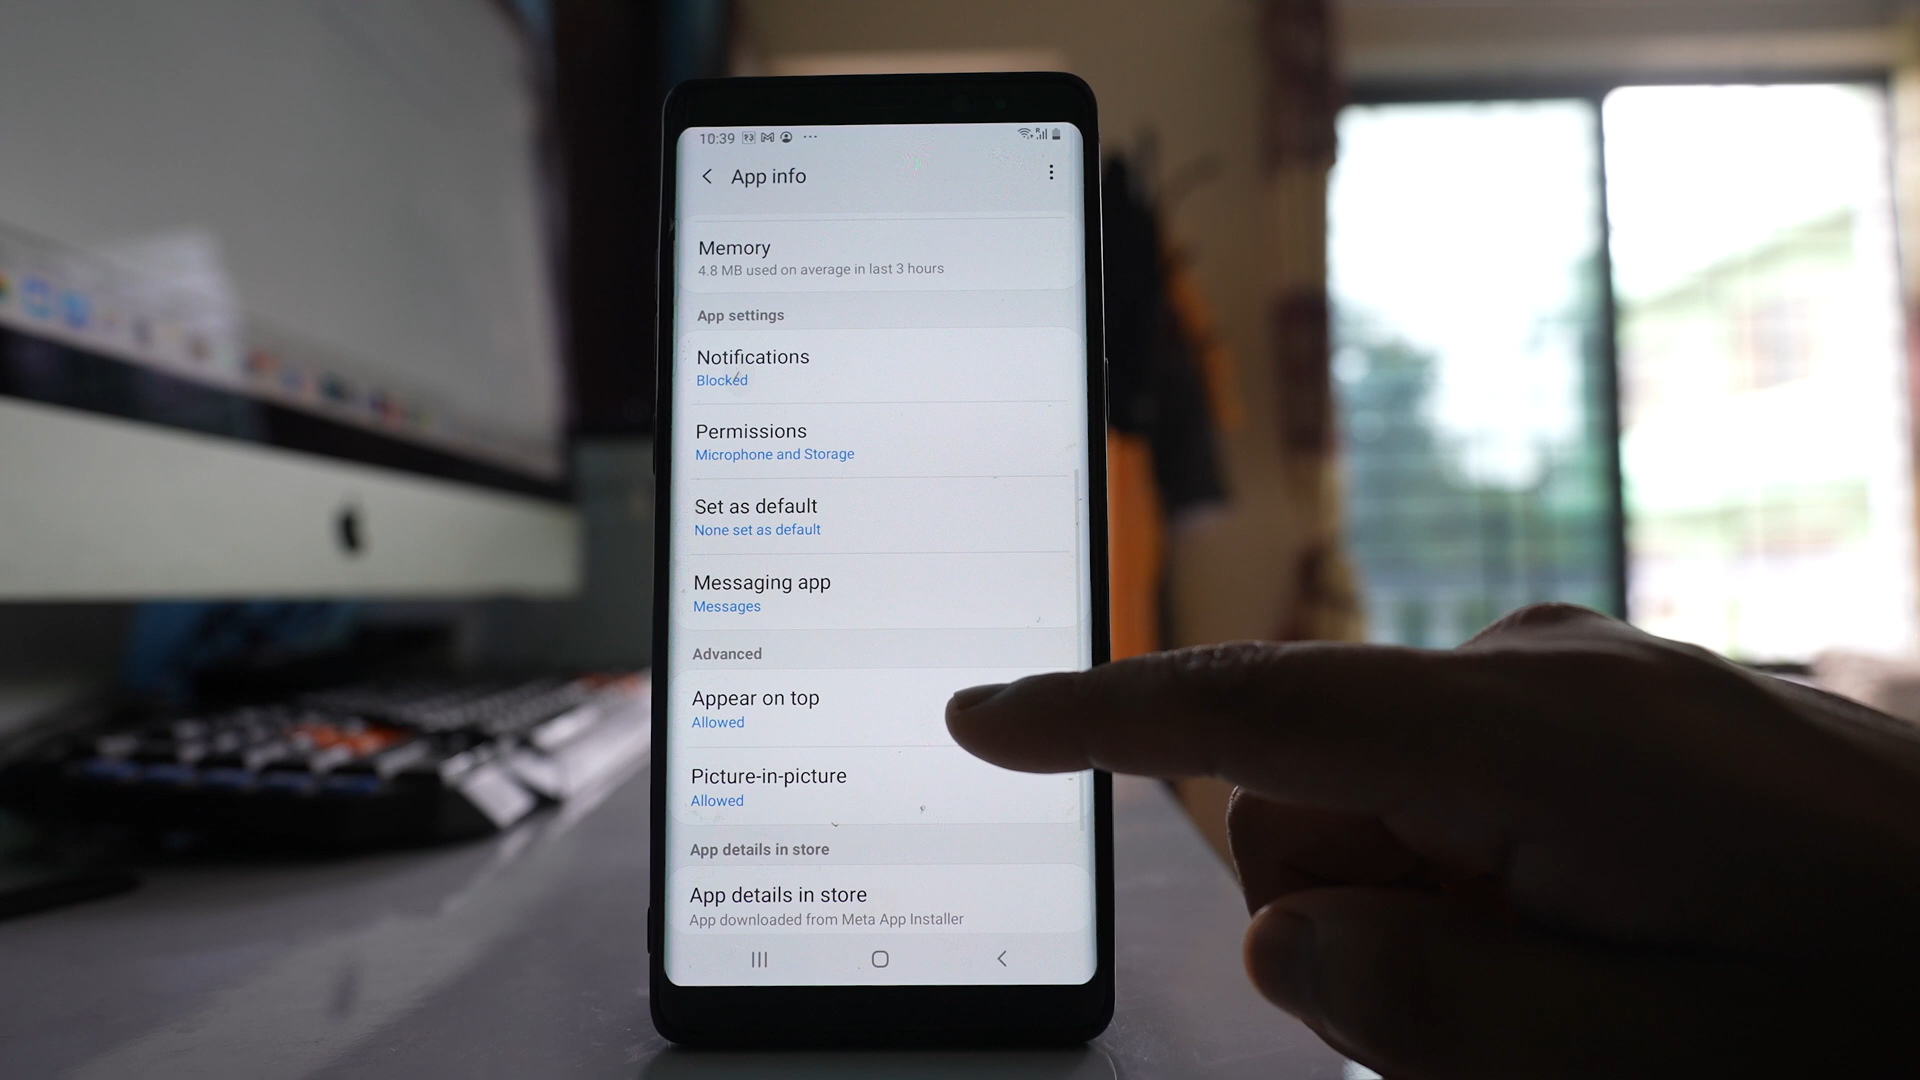 10:39
App info
Memory
4.8 MB used on average in last 3 hours
App settings
Notifications
Blocked
Permissions
Microphone and Storage
Set as default
None set as default
Messaging app
Messages
Advanced
Appear on top
Allowed
Picture-in-picture
Allowed
App details in store
App details in store
App downloaded from Meta App Installer